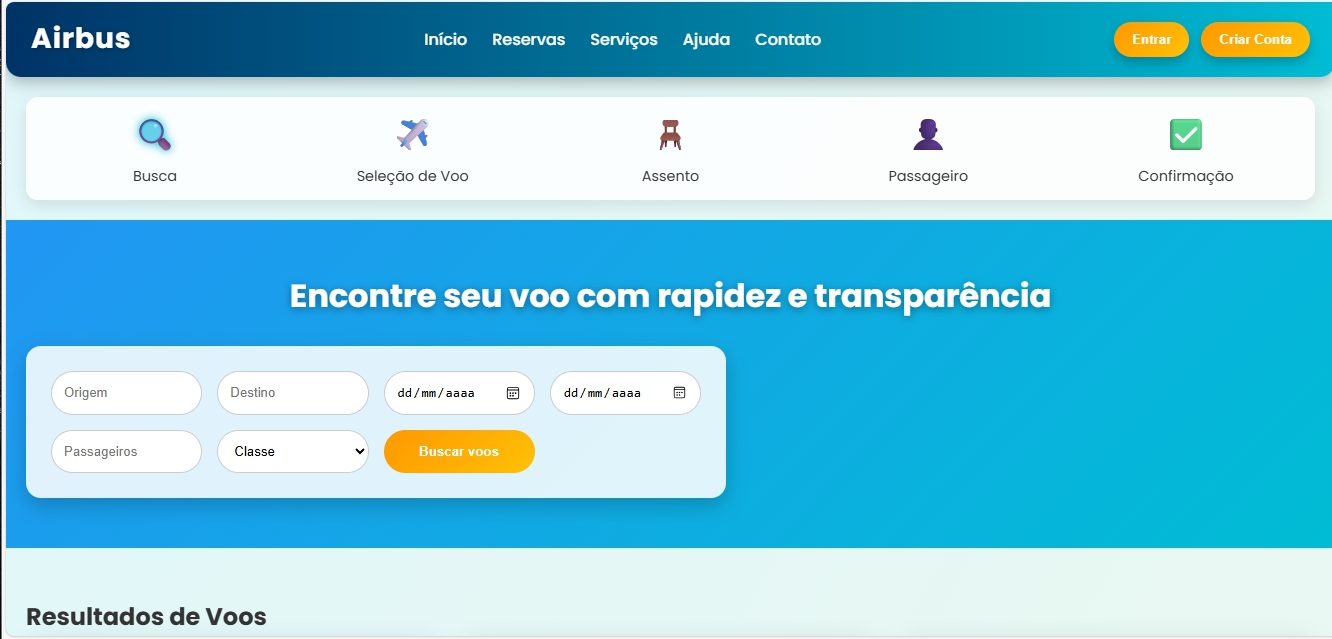 Airbus
Início Reservas Serviços Ajuda Contato
Entrar Criar Conta
Busca Seleção de Voo Assento Passageiro Confirmação
Encontre seu voo com rapidez e transparência
Origem Destino dd/mm/aaaa dd/mm/aaaa
Passageiros Classe Buscar voos
Resultados de Voos